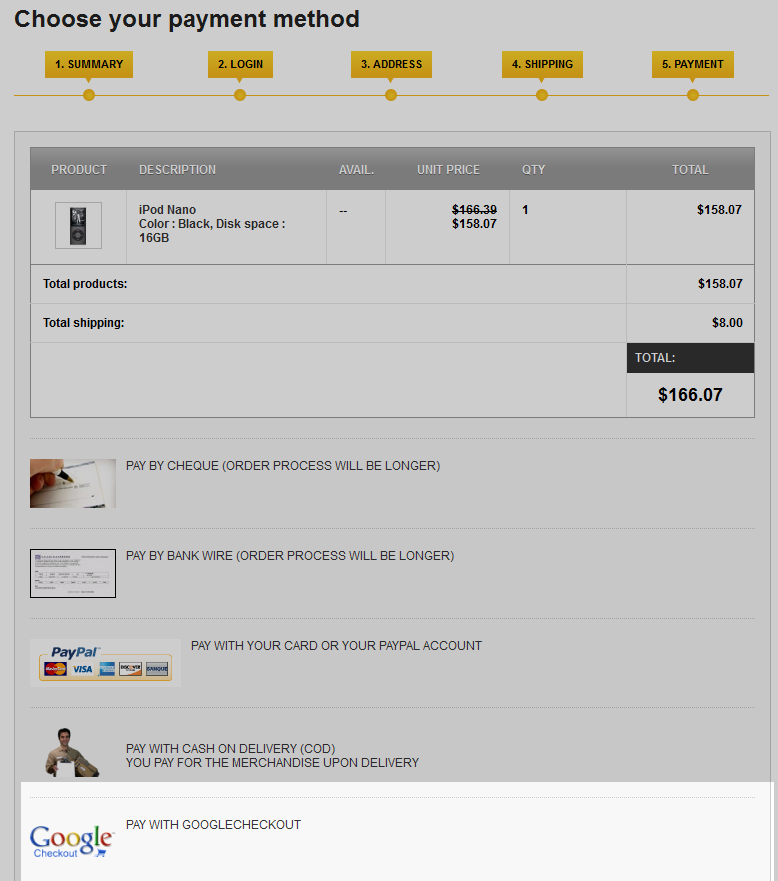 Choose your payment method
1. SUMMARY 2. LOGIN 3. ADDRESS 4. SHIPPING 5. PAYMENT
PRODUCT DESCRIPTION AVAIL. UNIT PRICE QTY TOTAL
iPod Nano $166.39 1 $158.07
Color : Black, Disk space : $158.07
16GB
--
Total products: $158.07
Total shipping: $8.00
TOTAL:
$166.07
PAY BY CHEQUE (ORDER PROCESS WILL BE LONGER)
PAY BY BANK WIRE (ORDER PROCESS WILL BE LONGER)
PAY WITH YOUR CARD OR YOUR PAYPAL ACCOUNT
PayPal
MasterCard VISA DISCOVER BANQUE
PAY WITH CASH ON DELIVERY (COD)
YOU PAY FOR THE MERCHANDISE UPON DELIVERY
PAY WITH GOOGLECHECKOUT
Google
Checkout